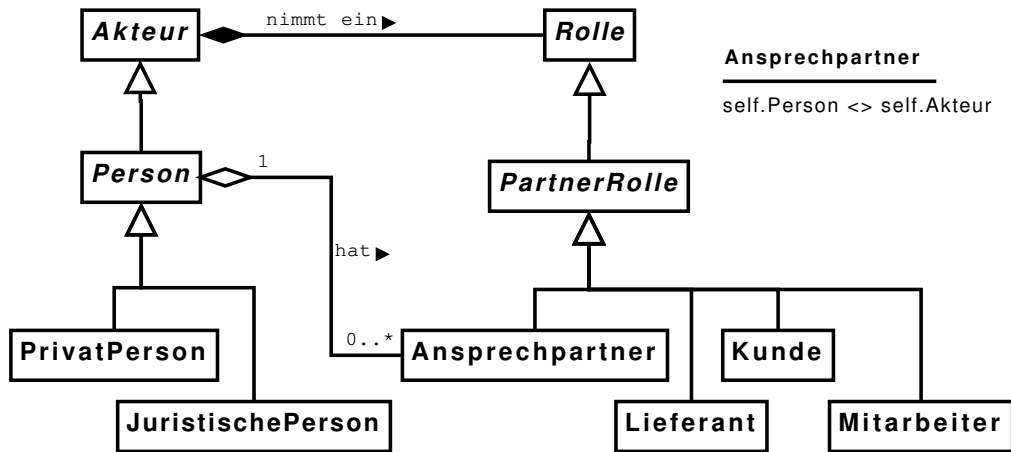 nimmt ein
Akteur
Rolle
Ansprechpartner
self.Person <> self.Akteur
1
Person
PartnerRolle
hat
0..*
PrivatPerson
Ansprechpartner
Kunde
JuristischePerson
Lieferant
Mitarbeiter